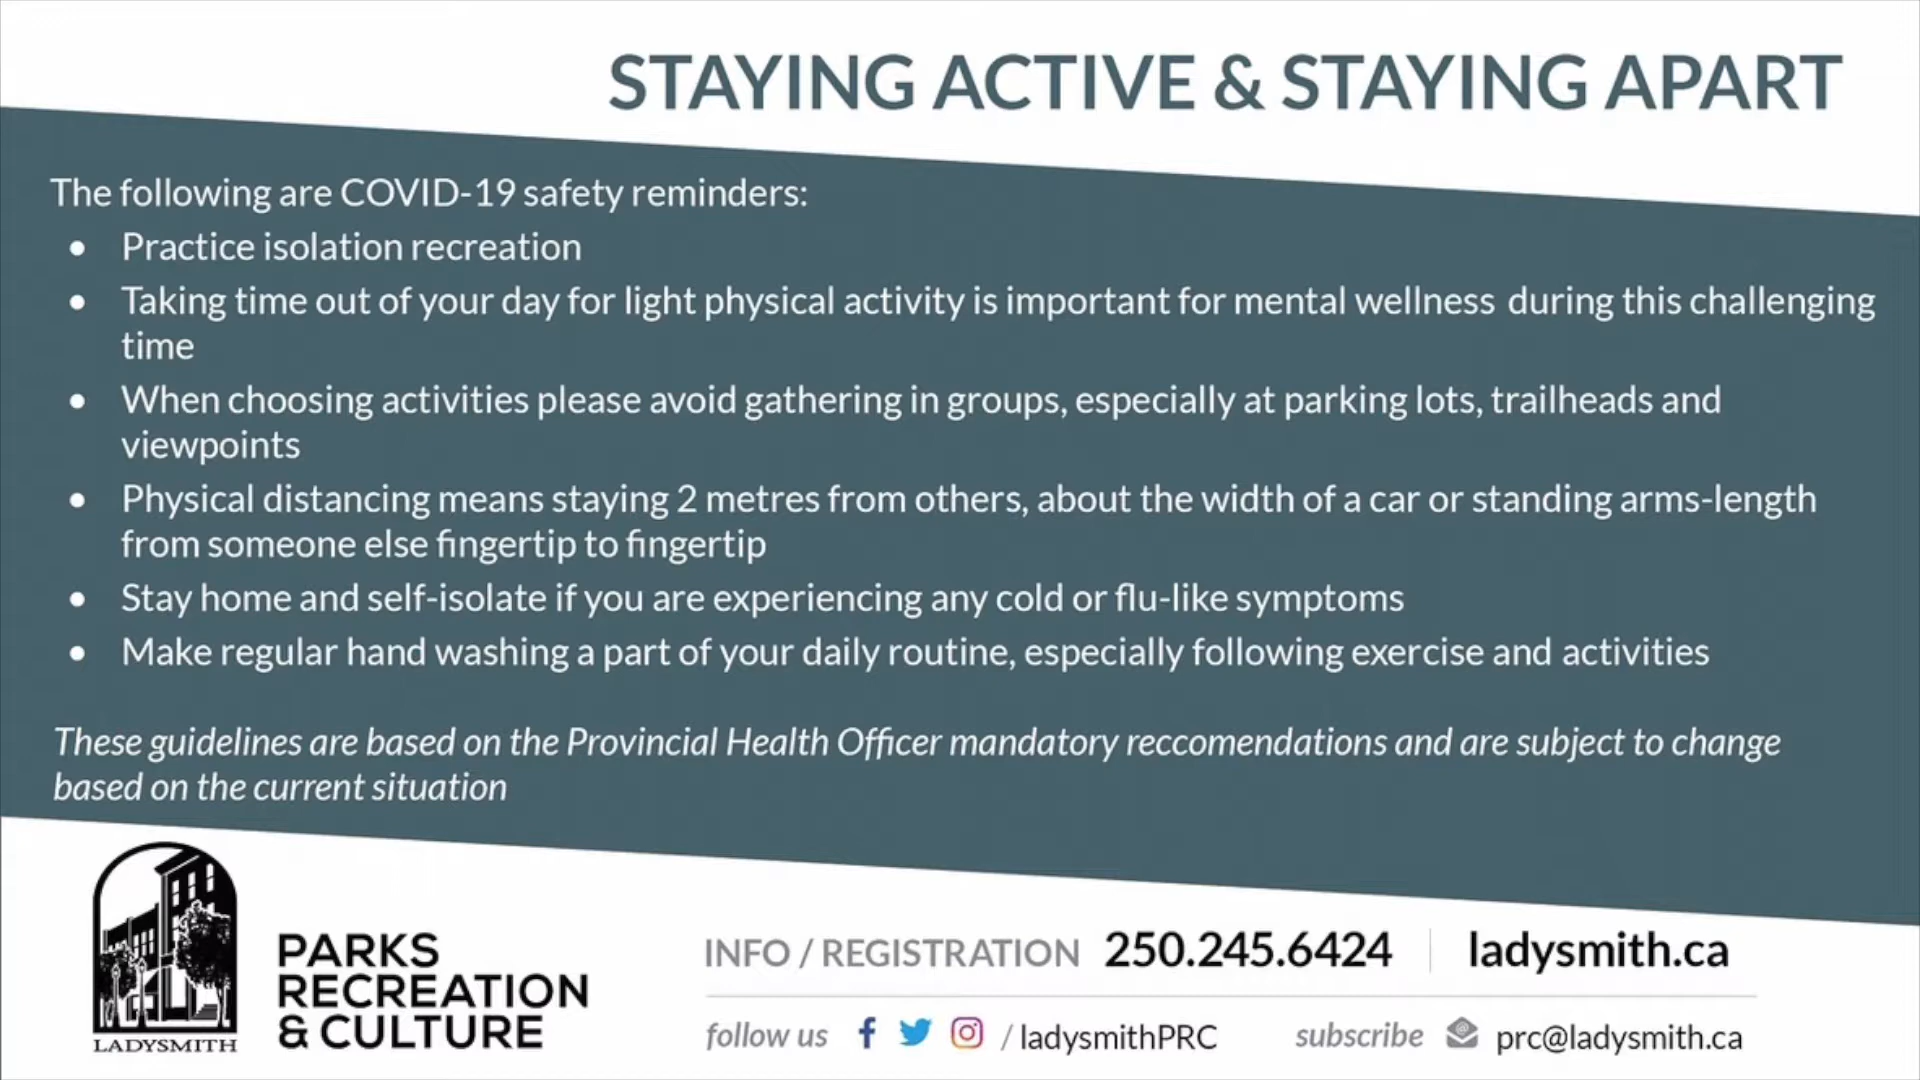 STAYING ACTIVE & STAYING APART
The following are COVID-19 safety reminders:
• Practice isolation recreation
• Taking time out of your day for light physical activity is important for mental wellness during this challenging
time
• When choosing activities please avoid gathering in groups, especially at parking lots, trailheads and
viewpoints
• Physical distancing means staying 2 metres from others, about the width of a car or standing arms-length
from someone else fingertip to fingertip
• Stay home and self-isolate if you are experiencing any cold or flu-like symptoms
• Make regular hand washing a part of your daily routine, especially following exercise and activities
These guidelines are based on the Provincial Health Officer mandatory reccomendations and are subject to change
based on the current situation
LADYSMITH
PARKS
RECREATION
& CULTURE
INFO / REGISTRATION 250.245.6424 | ladysmith.ca
follow us / ladysmithPRC subscribe prc@ladysmith.ca